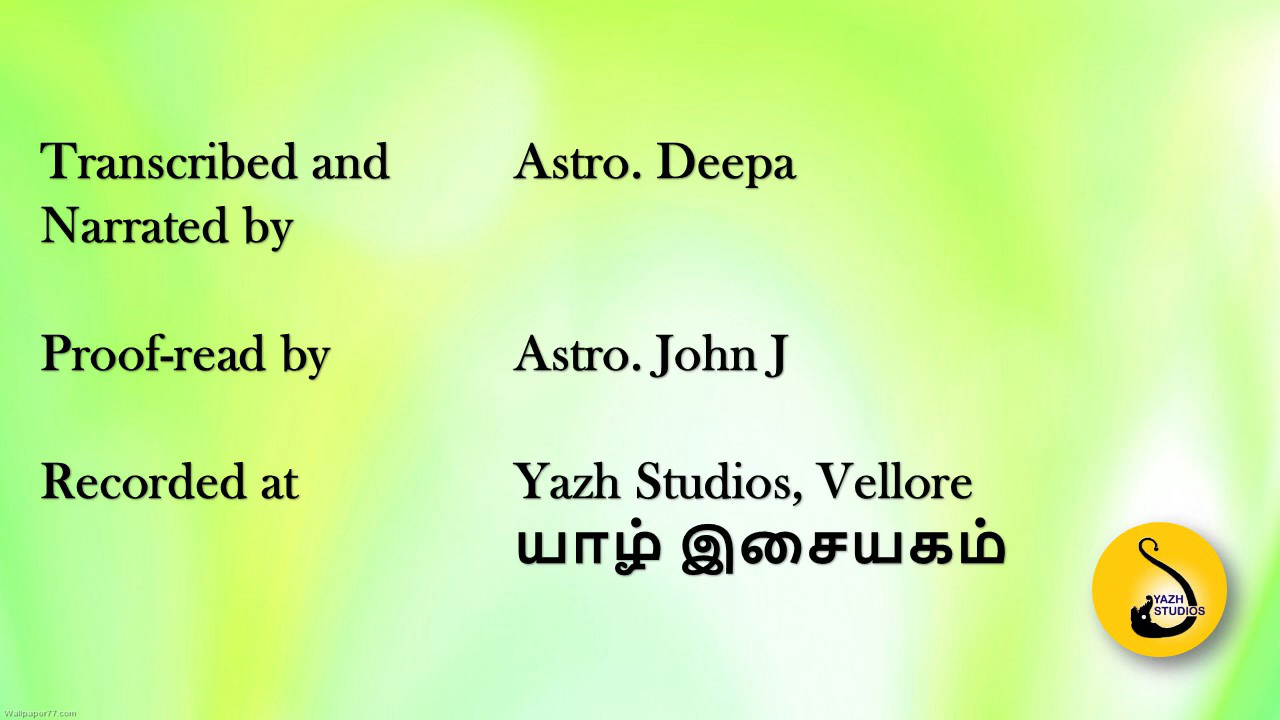 Transcribed and Astro. Deepa
Narrated by
Proof-read by Astro. John J
Recorded at Yazh Studios, Vellore
யாழ் இசையகம்
YAZH
STUDIOS
Wallpaper77.com